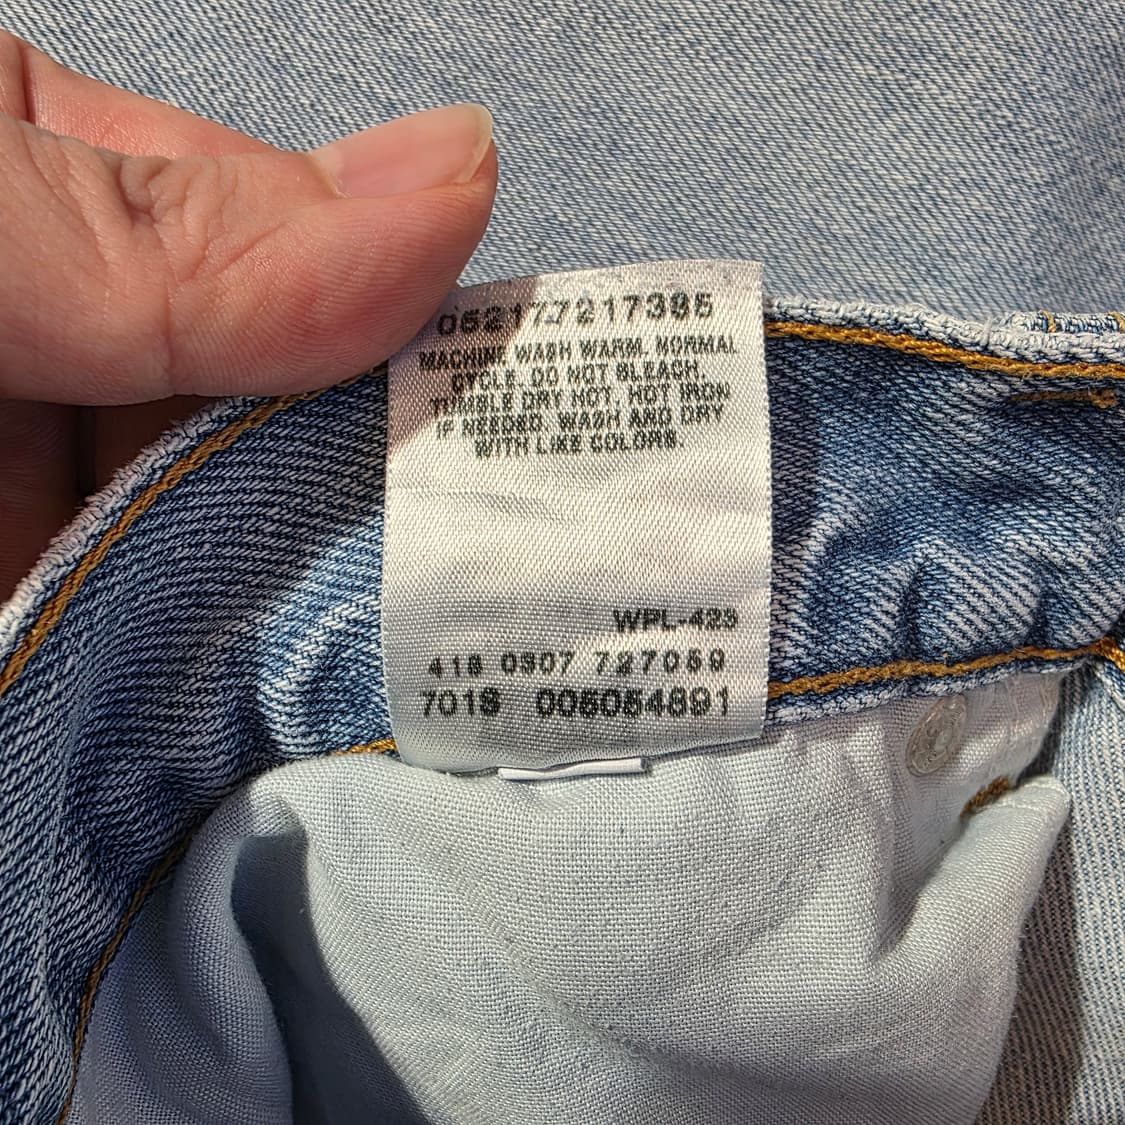 052177217395
MACHINE WASH WARM, NORMAL
CYCLE. DO NOT BLEACH.
TUMBLE DRY HOT. HOT IRON
IF NEEDED. WASH AND DRY
WITH LIKE COLORS.
WPL-423
418 0307 727059
7018 005054891